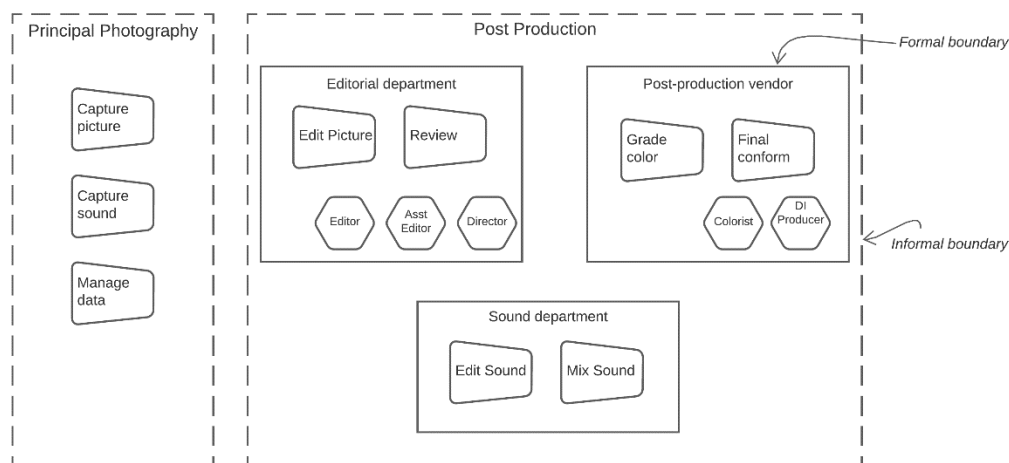 Principal Photography
Capture
picture
Capture
sound
Manage
data
Post Production
Formal boundary
Editorial department
Edit Picture
Review
Editor
Asst
Editor
Director
Post-production vendor
Grade
color
Final
conform
Colorist
DI
Producer
Informal boundary
Sound department
Edit Sound
Mix Sound